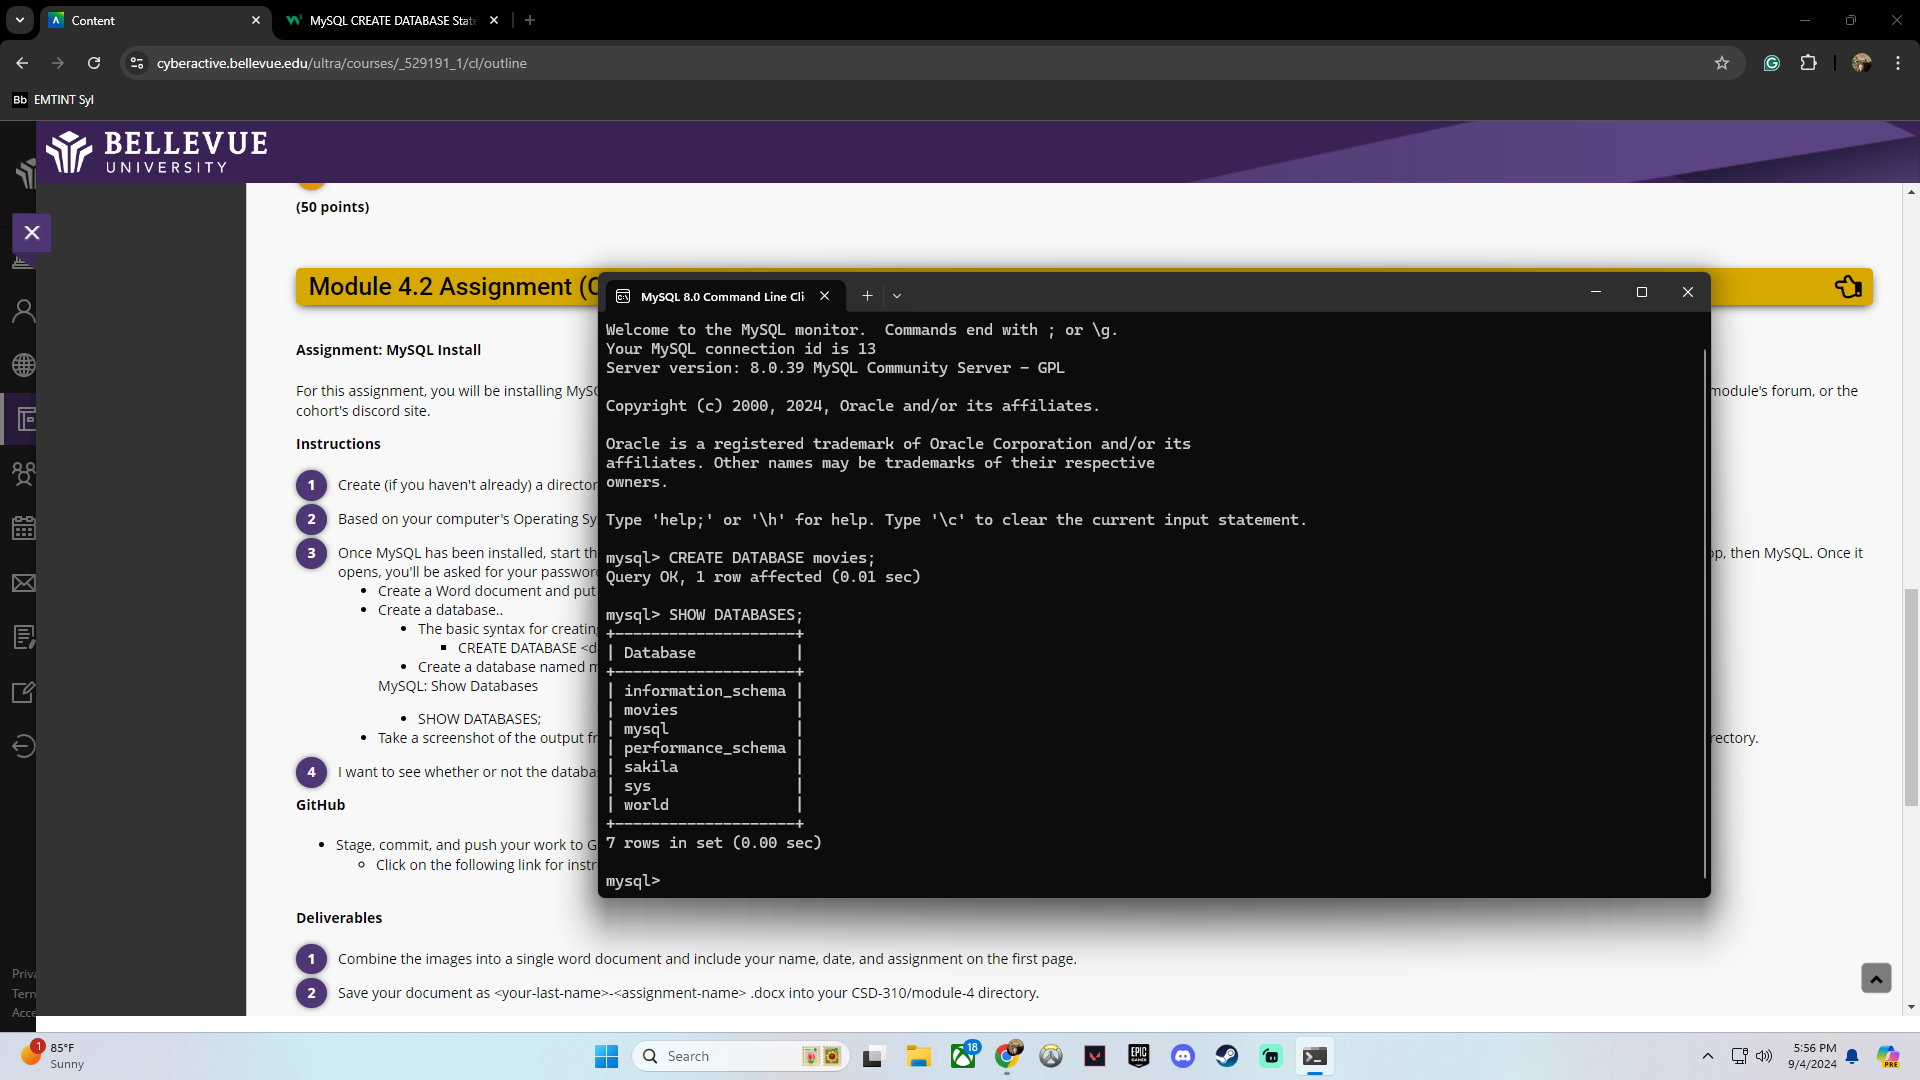 Content
MySQL CREATE DATABASE State
cyberactive.bellevue.edu/ultra/courses/_529191_1/cl/outline
Bb EMTINT Syl
BELLEVUE
UNIVERSITY
(50 points)
Module 4.2 Assignment (
Assignment: MySQL Install
For this assignment, you will be installing MyS
module's forum, or the
cohort's discord site.
Instructions
1 Create (if you haven't already) a director
2 Based on your computer's Operating Sy
3 Once MySQL has been installed, start th
op, then MySQL. Once it
opens, you'll be asked for your password
• Create a Word document and put
• Create a database..
• The basic syntax for creating
▪ CREATE DATABASE <d
• Create a database named m
MySQL: Show Databases
• SHOW DATABASES;
• Take a screenshot of the output fr
rectory.
4 I want to see whether or not the databa
GitHub
• Stage, commit, and push your work to G
◦ Click on the following link for instr
Deliverables
1 Combine the images into a single word document and include your name, date, and assignment on the first page.
2 Save your document as <your-last-name>-<assignment-name> .docx into your CSD-310/module-4 directory.
Priva
Term
Acce
MySQL 8.0 Command Line Cli
Welcome to the MySQL monitor.  Commands end with ; or \g.
Your MySQL connection id is 13
Server version: 8.0.39 MySQL Community Server - GPL
Copyright (c) 2000, 2024, Oracle and/or its affiliates.
Oracle is a registered trademark of Oracle Corporation and/or its
affiliates. Other names may be trademarks of their respective
owners.
Type 'help;' or '\h' for help. Type '\c' to clear the current input statement.
mysql> CREATE DATABASE movies;
Query OK, 1 row affected (0.01 sec)
mysql> SHOW DATABASES;
+--------------------+
| Database           |
+--------------------+
| information_schema |
| movies             |
| mysql              |
| performance_schema |
| sakila             |
| sys                |
| world              |
+--------------------+
7 rows in set (0.00 sec)
mysql>
1
85°F
Sunny
Search
18
EPIC
GAMES
5:56 PM
9/4/2024
PRE